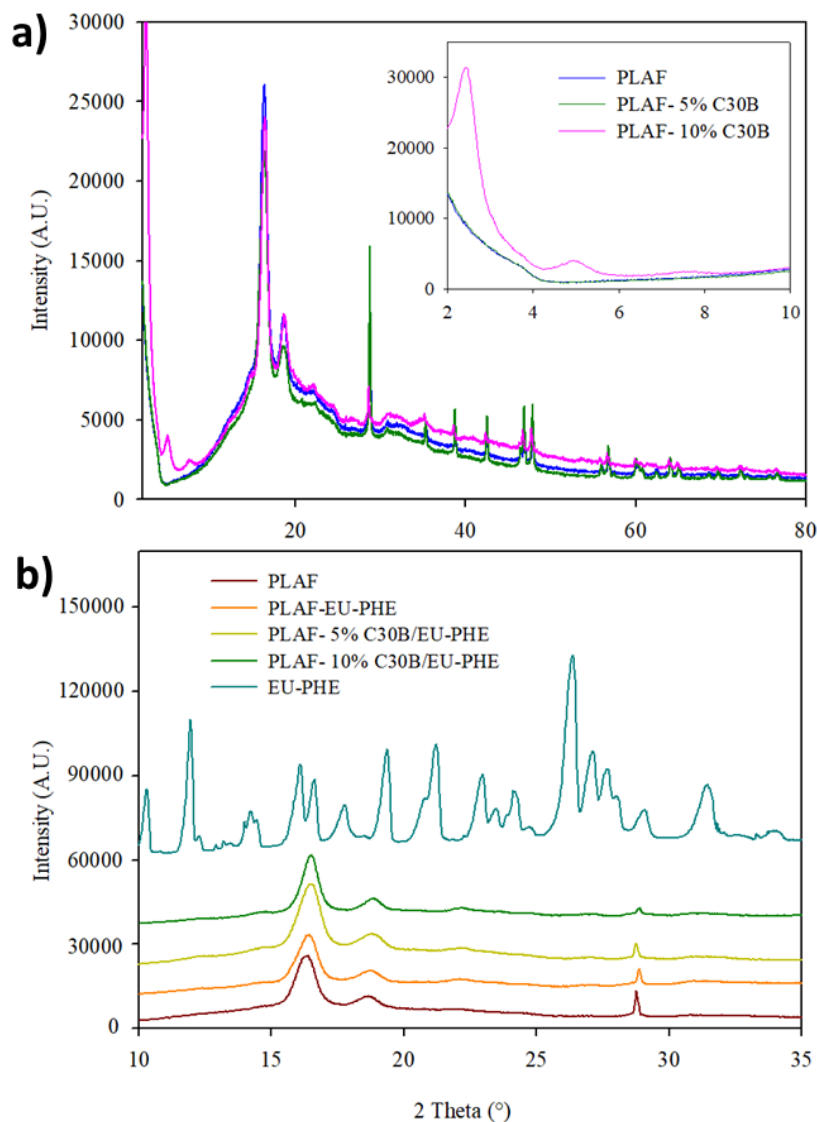 a)
30000
25000
20000
15000
10000
5000
0
Intensity (A.U.)
20
40
60
80
30000
20000
10000
0
2
4
6
8
10
PLAF
PLAF- 5% C30B
PLAF- 10% C30B
b)
150000
120000
90000
60000
30000
0
Intensity (A.U.)
PLAF
PLAF-EU-PHE
PLAF- 5% C30B/EU-PHE
PLAF- 10% C30B/EU-PHE
EU-PHE
10
15
20
25
30
35
2 Theta (°)